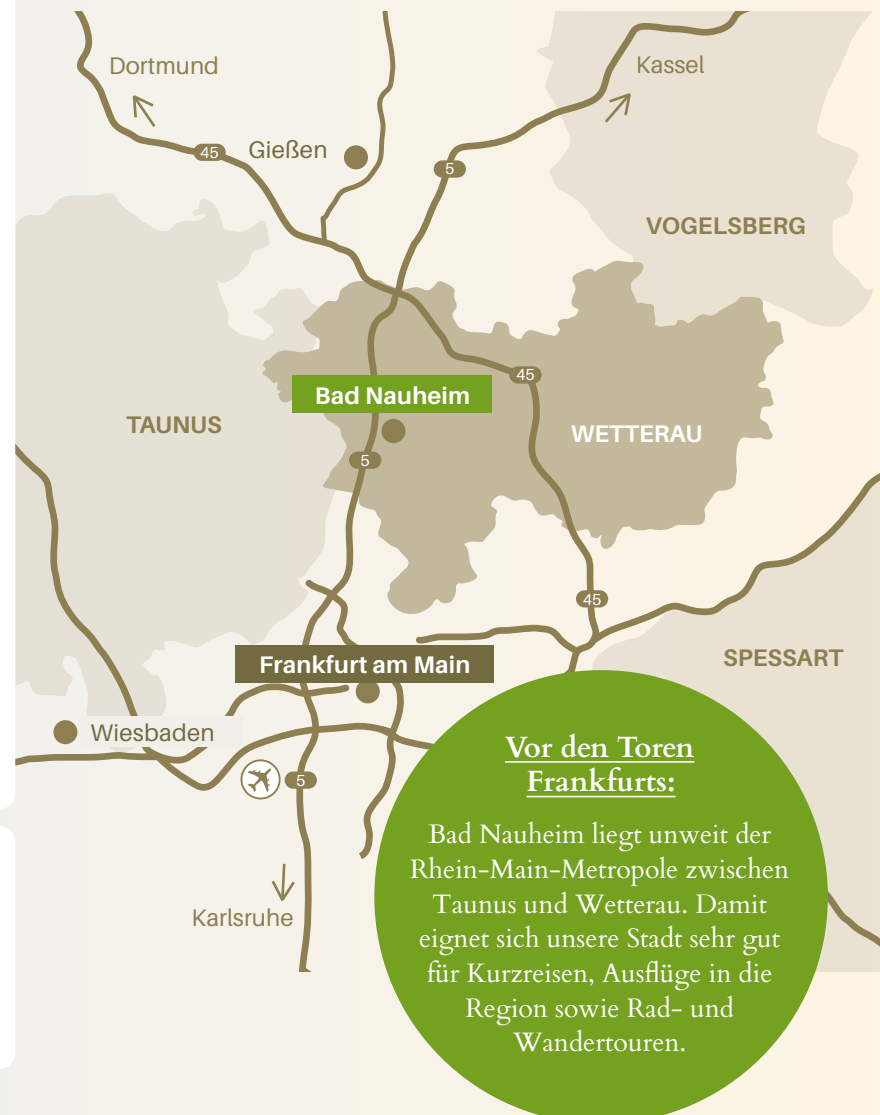 Dortmund
Kassel
45
Gießen
5
VOGELSBERG
45
Bad Nauheim
TAUNUS
WETTERAU
5
45
Frankfurt am Main
SPESSART
Wiesbaden
5
Karlsruhe
Vor den Toren
Frankfurts:
Bad Nauheim liegt unweit der
Rhein-Main-Metropole zwischen
Taunus und Wetterau. Damit
eignet sich unsere Stadt sehr gut
für Kurzreisen, Ausflüge in die
Region sowie Rad- und
Wandertouren.